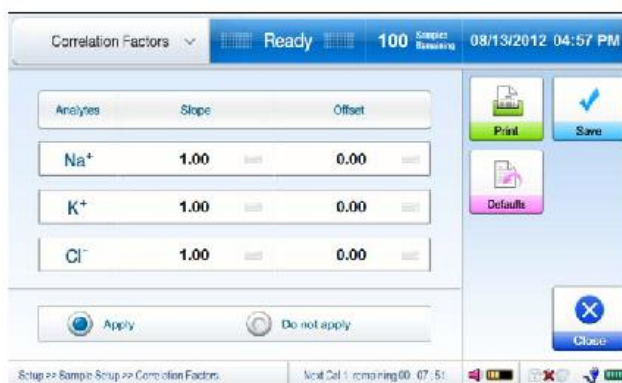 Correlation Factors Ready 100 Samples Remaining 08/13/2012 04:57 PM
Analytes Slope Offset
Na⁺ 1.00 0.00
K⁺ 1.00 0.00
Cl⁻ 1.00 0.00
Apply Do not apply
Print Save
Defaults
Close
Setup >> Sample Setup >> Correlation Factors Next Cal 1 remaining 00 : 07 : 51